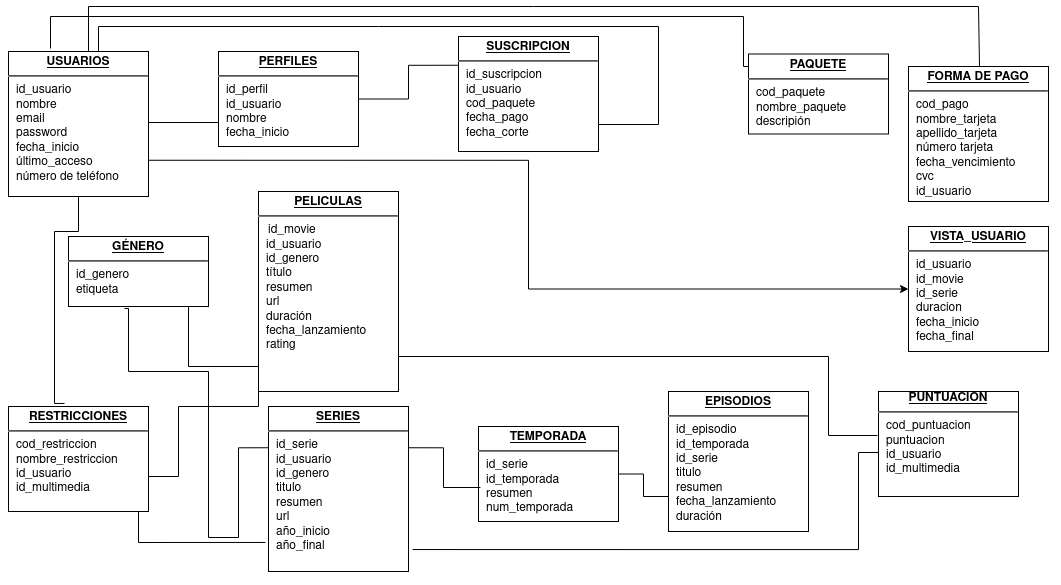 USUARIOS
id_usuario
nombre
email
password
fecha_inicio
último_acceso
número de teléfono
PERFILES
id_perfil
id_usuario
nombre
fecha_inicio
SUSCRIPCION
id_suscripcion
id_usuario
cod_paquete
fecha_pago
fecha_corte
PAQUETE
cod_paquete
nombre_paquete
descripión
FORMA DE PAGO
cod_pago
nombre_tarjeta
apellido_tarjeta
número tarjeta
fecha_vencimiento
cvc
id_usuario
GÉNERO
id_genero
etiqueta
PELICULAS
id_movie
id_usuario
id_genero
título
resumen
url
duración
fecha_lanzamiento
rating
VISTA_USUARIO
id_usuario
id_movie
id_serie
duracion
fecha_inicio
fecha_final
RESTRICCIONES
cod_restriccion
nombre_restriccion
id_usuario
id_multimedia
SERIES
id_serie
id_usuario
id_genero
titulo
resumen
url
año_inicio
año_final
TEMPORADA
id_serie
id_temporada
resumen
num_temporada
EPISODIOS
id_episodio
id_temporada
id_serie
titulo
resumen
fecha_lanzamiento
duración
PUNTUACION
cod_puntuacion
puntuacion
id_usuario
id_multimedia